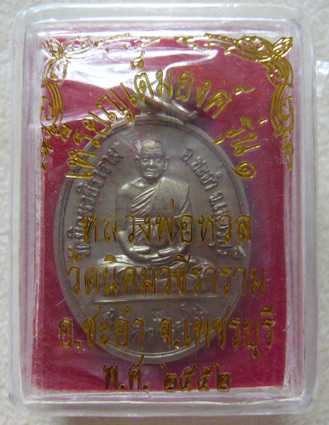 เหรียญเต็มองค์ รุ่น ๑
หลวงพ่อทวล
วัดนิคมวชิราราม
อ.ชะอำ จ.เพชรบุรี
พ.ศ. ๒๕๕๒